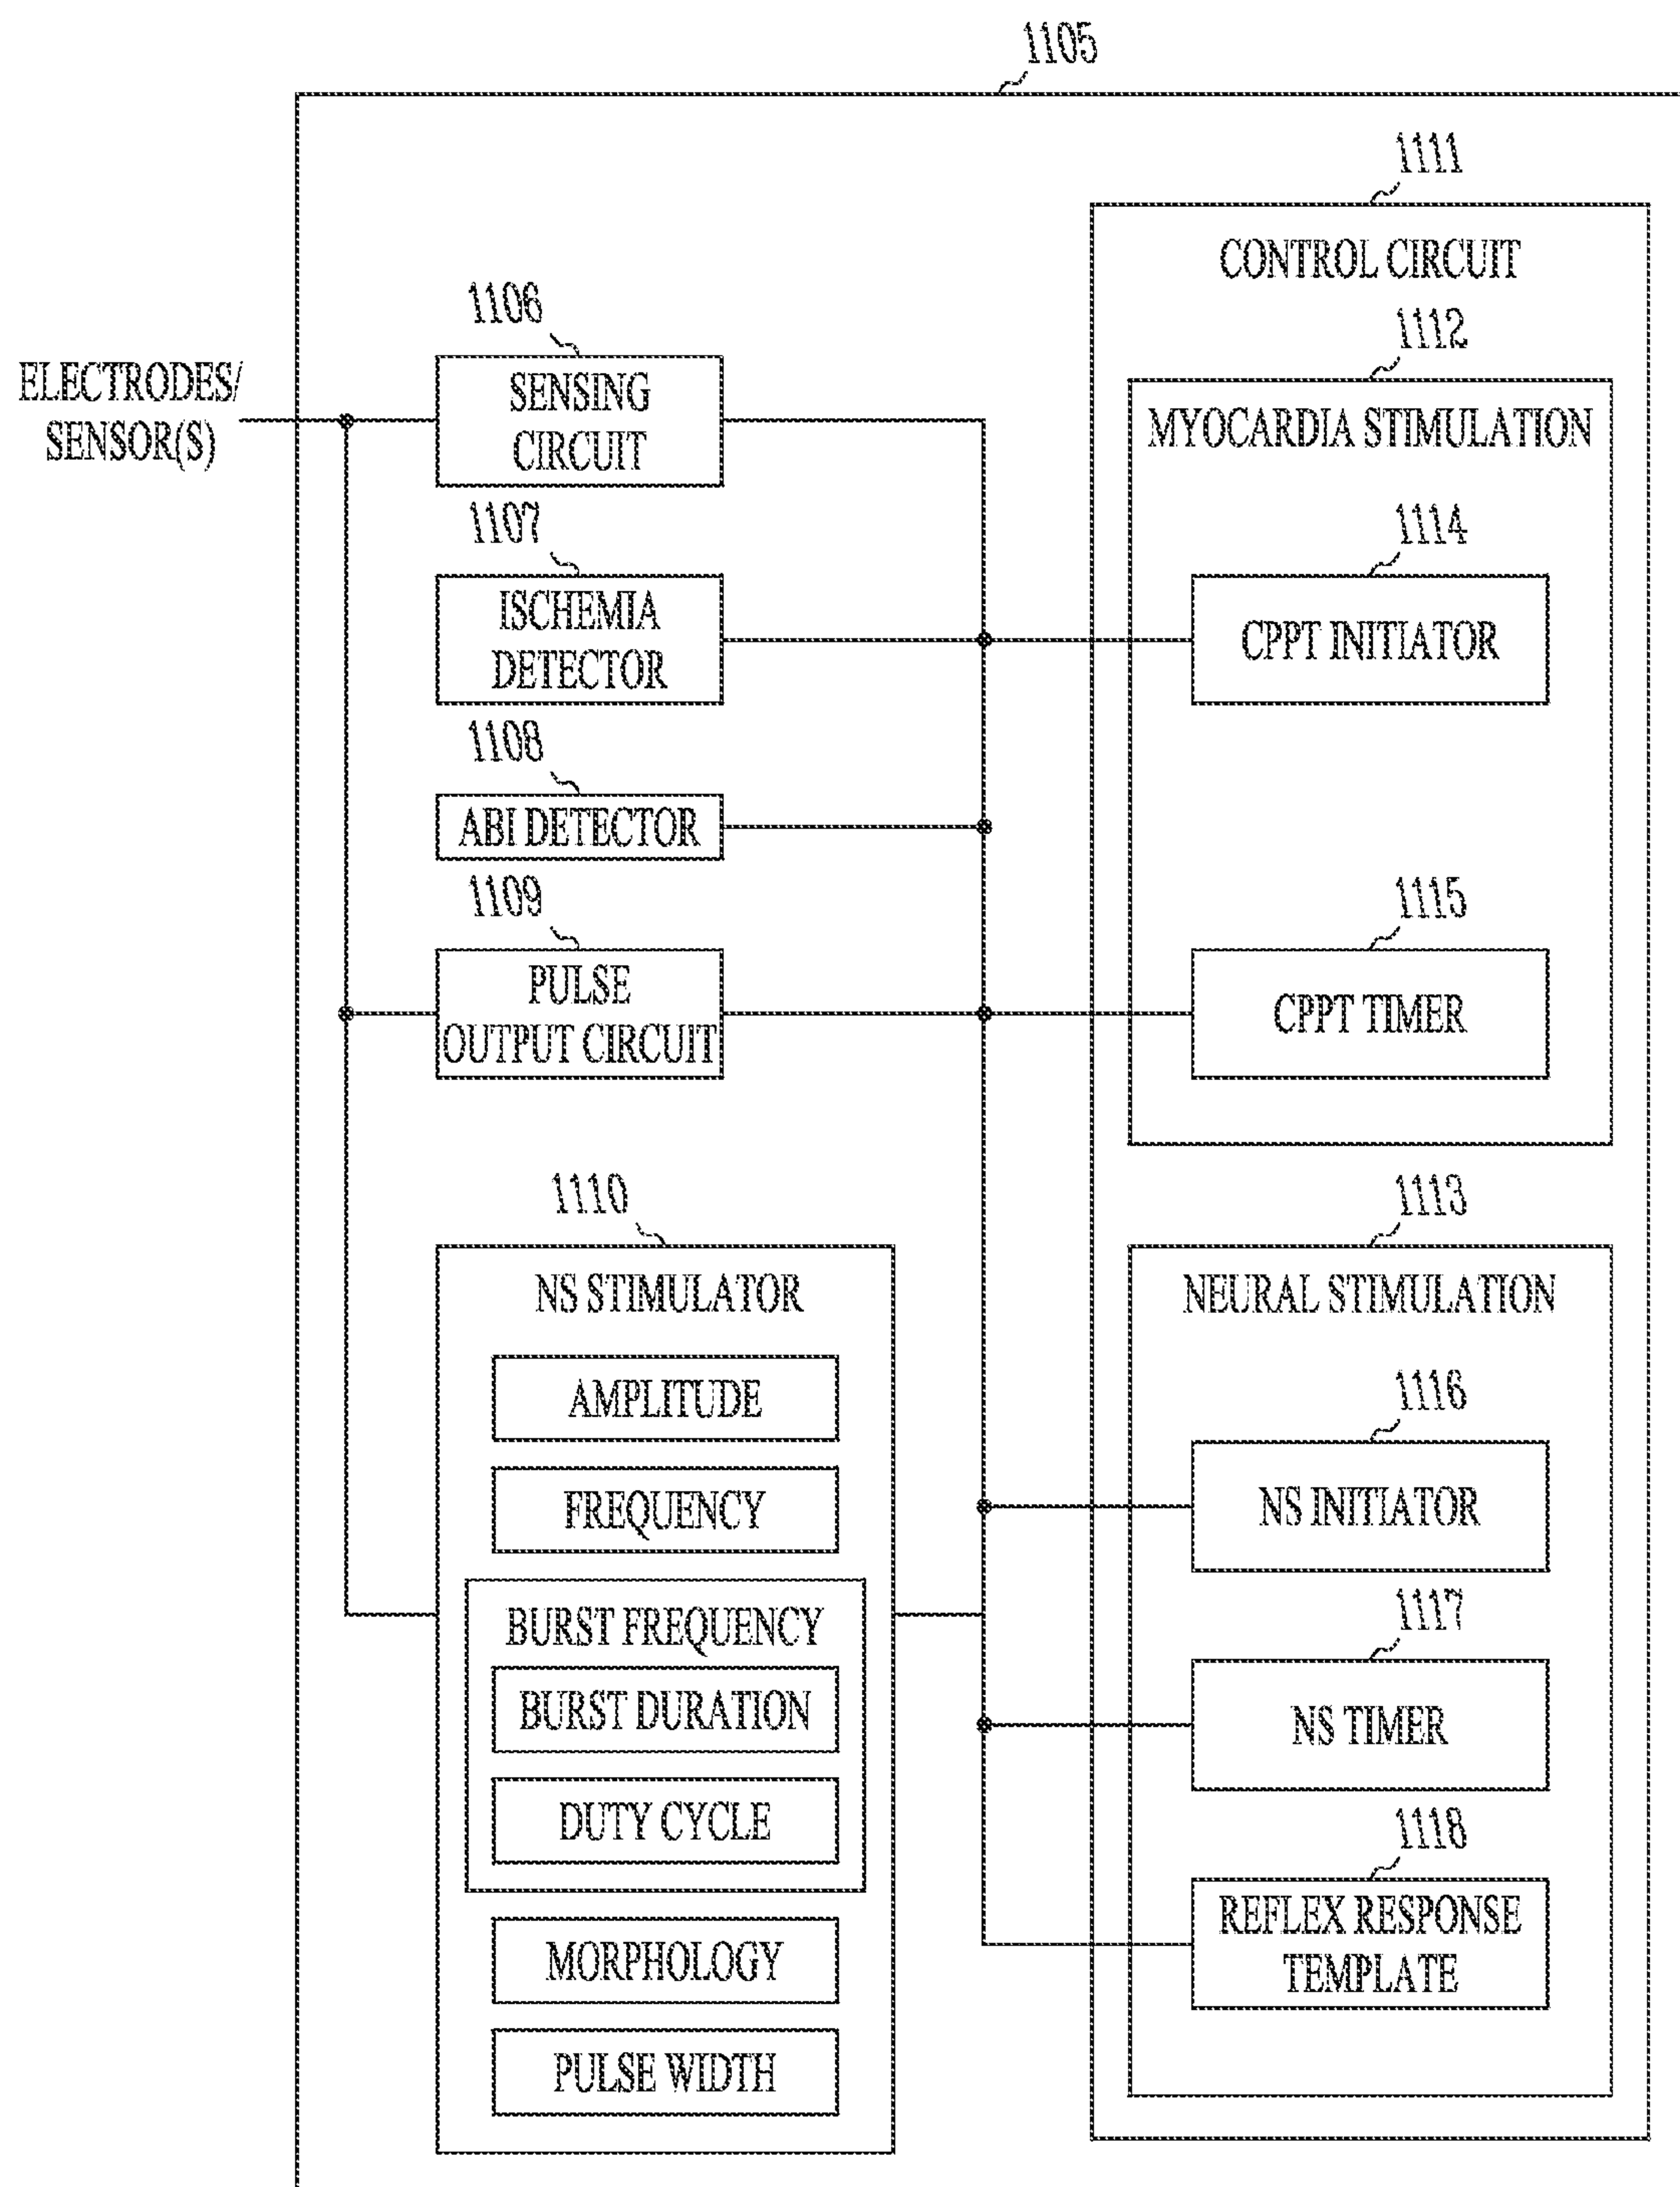 1105
1111
CONTROL CIRCUIT
1106
1112
ELECTRODES/
SENSOR(S)
SENSING
CIRCUIT
MYOCARDIA STIMULATION
1107
1114
ISCHEMIA
DETECTOR
CPPT INITIATOR
1108
ABI DETECTOR
1109
1115
PULSE
OUTPUT CIRCUIT
CPPT TIMER
1110
1113
NS STIMULATOR
NEURAL STIMULATION
AMPLITUDE
1116
FREQUENCY
NS INITIATOR
BURST FREQUENCY
1117
BURST DURATION
NS TIMER
DUTY CYCLE
1118
REFLEX RESPONSE
TEMPLATE
MORPHOLOGY
PULSE WIDTH